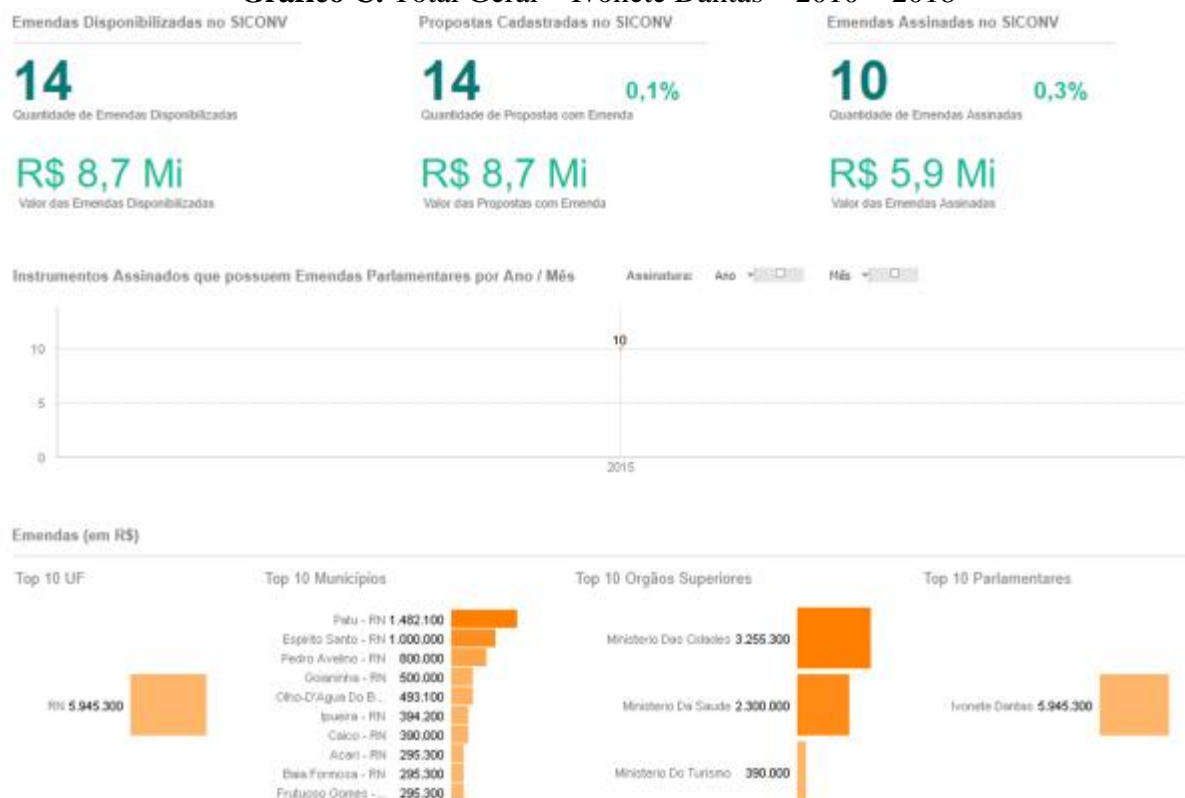 Gráfico C: Total Geral – Ivonete Dantas – 2010 – 2018
Emendas Disponibilizadas no SICONV
14
Quantidade de Emendas Disponibilizadas
R$ 8,7 Mi
Valor das Emendas Disponibilizadas
Propostas Cadastradas no SICONV
14 0,1%
Quantidade de Propostas com Emenda
R$ 8,7 Mi
Valor das Propostas com Emenda
Emendas Assinadas no SICONV
10 0,3%
Quantidade de Emendas Assinadas
R$ 5,9 Mi
Valor das Emendas Assinadas
Instrumentos Assinados que possuem Emendas Parlamentares por Ano / Mês
Assinatura: Ano Mês
10
5
0
10
2015
Emendas (em R$)
Top 10 UF
RN 5.945.300
Top 10 Municípios
Patu - RN 1.482.100
Espírito Santo - RN 1.000.000
Pedro Avelino - RN 800.000
Goianinha - RN 500.000
Olho-D'Agua Do B... 493.100
Ipueira - RN 394.200
Caico - RN 390.000
Acari - RN 295.300
Baia Formosa - RN 295.300
Frutuoso Gomes -... 295.300
Top 10 Orgãos Superiores
Ministerio Das Cidades 3.255.300
Ministerio Da Saude 2.300.000
Ministerio Do Turismo 390.000
Top 10 Parlamentares
Ivonete Dantas 5.945.300